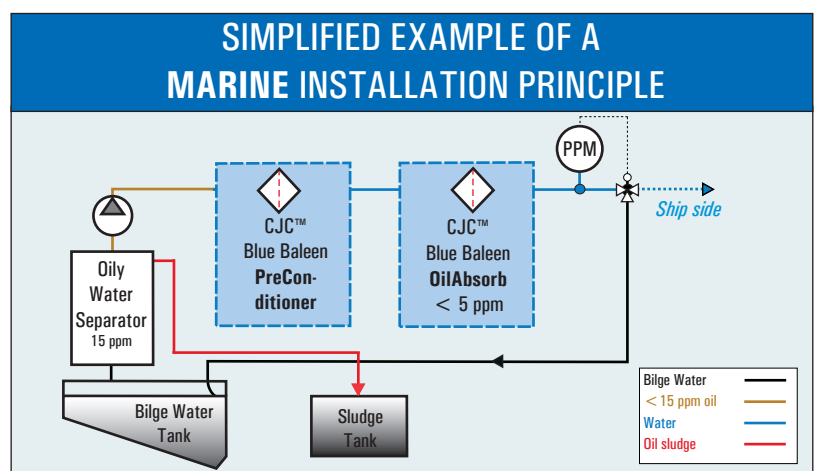 SIMPLIFIED EXAMPLE OF A
MARINE INSTALLATION PRINCIPLE
PPM
CJC™
Blue Baleen
PreCon-
ditioner
CJC™
Blue Baleen
OilAbsorb
< 5 ppm
Ship side
Oily
Water
Separator
15 ppm
Bilge Water
Tank
Sludge
Tank
Bilge Water
< 15 ppm oil
Water
Oil sludge